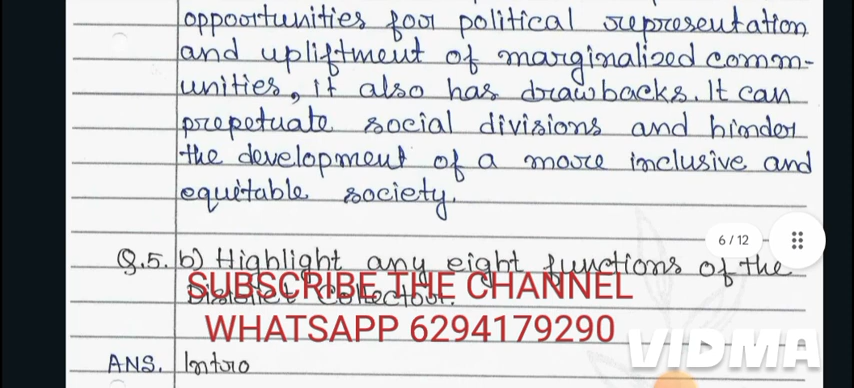 opportunities for political representation
and upliftment of marginalized comm-
unities, it also has drawbacks. It can
prepetuate social divisions and hinder
the development of a more inclusive and
equitable society.
6/12
Q.5. b) Highlight any eight functions of the
District Collector.
SUBSCRIBE THE CHANNEL
WHATSAPP 6294179290
VIDMA
ANS. Intro